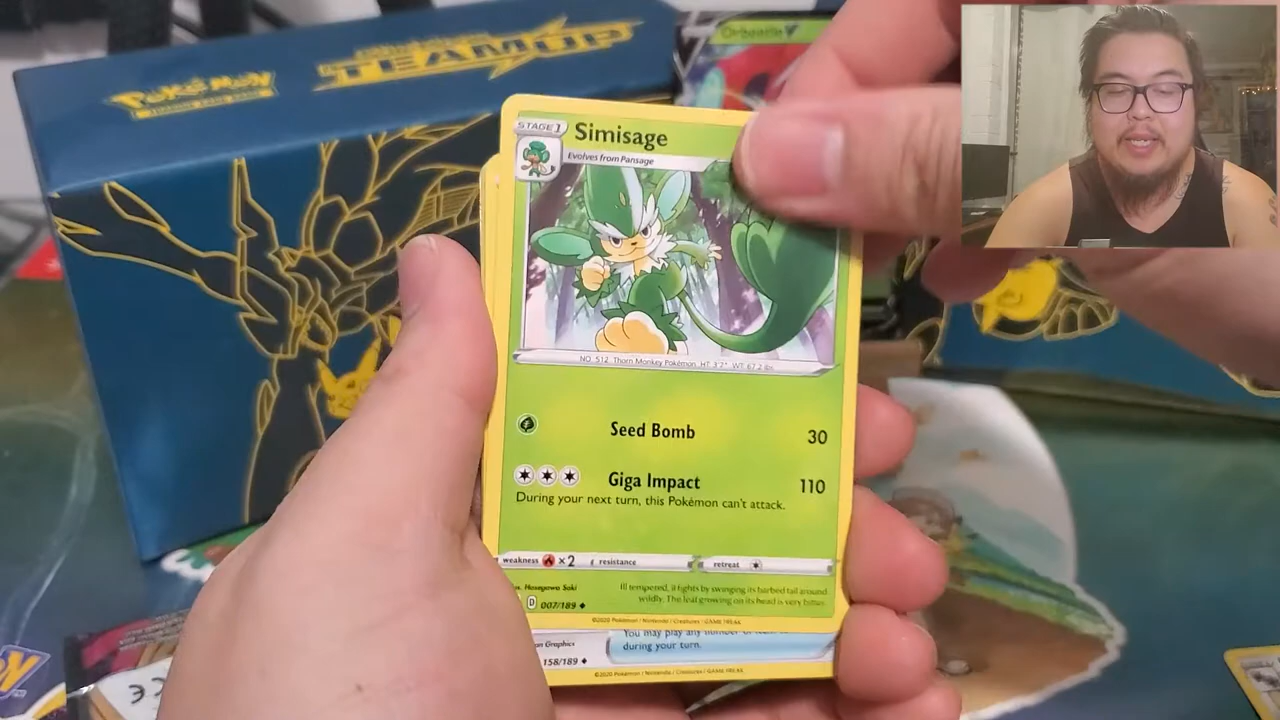 Pokémon
TEAM UP
Orbeetle V
STAGE 1
Simisage
Evolves from Pansage
NO. 512 Thorn Monkey Pokémon HT: 3'7" WT: 67.2 lbs
Seed Bomb 30
Giga Impact 110
During your next turn, this Pokémon can't attack.
weakness ×2 resistance retreat
Ill tempered, it fights by swinging its barbed tail around
wildly. The leaf growing on its head is very bitter.
us. Hasegawa Saki
D 007/189
©2020 Pokémon / Nintendo / Creatures / GAME FREAK
You may play any number of
during your turn.
an Graphics
158/189
©2020 Pokémon / Nintendo / Creatures / GAME FREAK
CE